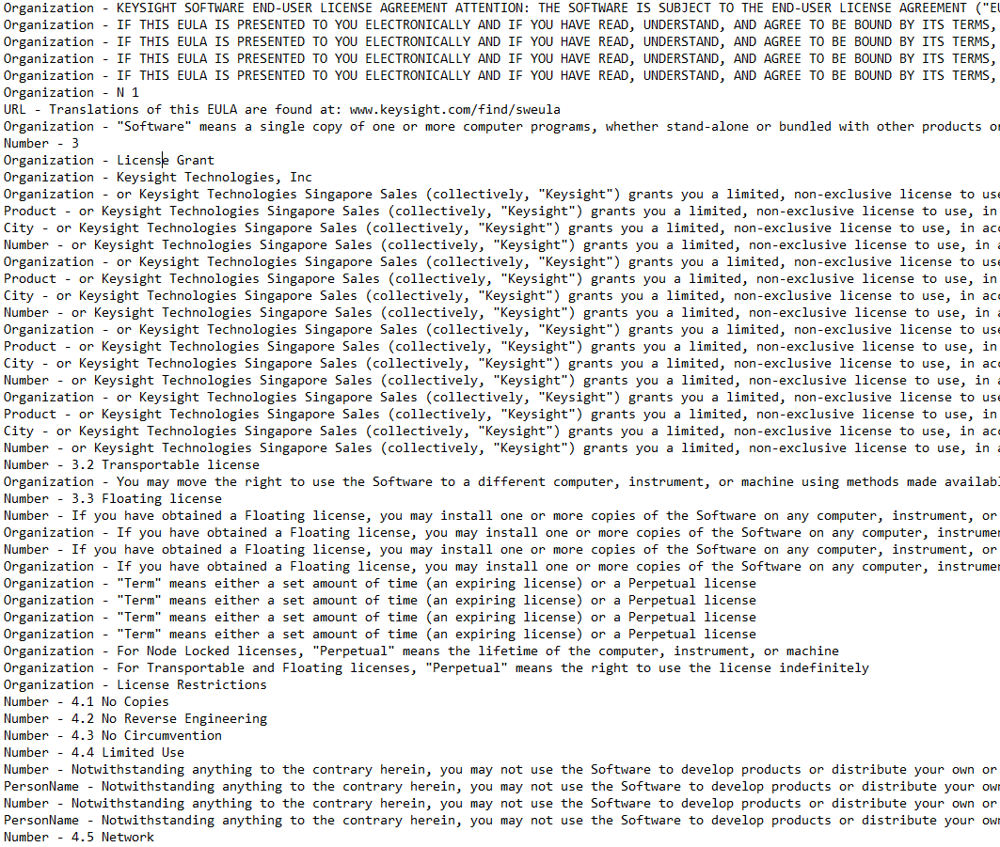 Organization - KEYSIGHT SOFTWARE END-USER LICENSE AGREEMENT ATTENTION: THE SOFTWARE IS SUBJECT TO THE END-USER LICENSE AGREEMENT ("EU
Organization - IF THIS EULA IS PRESENTED TO YOU ELECTRONICALLY AND IF YOU HAVE READ, UNDERSTAND, AND AGREE TO BE BOUND BY ITS TERMS,
Organization - IF THIS EULA IS PRESENTED TO YOU ELECTRONICALLY AND IF YOU HAVE READ, UNDERSTAND, AND AGREE TO BE BOUND BY ITS TERMS,
Organization - IF THIS EULA IS PRESENTED TO YOU ELECTRONICALLY AND IF YOU HAVE READ, UNDERSTAND, AND AGREE TO BE BOUND BY ITS TERMS,
Organization - IF THIS EULA IS PRESENTED TO YOU ELECTRONICALLY AND IF YOU HAVE READ, UNDERSTAND, AND AGREE TO BE BOUND BY ITS TERMS,
Organization - N 1
URL - Translations of this EULA are found at: www.keysight.com/find/sweula
Organization - "Software" means a single copy of one or more computer programs, whether stand-alone or bundled with other products or
Number - 3
Organization - License Grant
Organization - Keysight Technologies, Inc
Organization - or Keysight Technologies Singapore Sales (collectively, "Keysight") grants you a limited, non-exclusive license to use
Product - or Keysight Technologies Singapore Sales (collectively, "Keysight") grants you a limited, non-exclusive license to use, in
City - or Keysight Technologies Singapore Sales (collectively, "Keysight") grants you a limited, non-exclusive license to use, in acc
Number - or Keysight Technologies Singapore Sales (collectively, "Keysight") grants you a limited, non-exclusive license to use, in a
Organization - or Keysight Technologies Singapore Sales (collectively, "Keysight") grants you a limited, non-exclusive license to use
Product - or Keysight Technologies Singapore Sales (collectively, "Keysight") grants you a limited, non-exclusive license to use, in
City - or Keysight Technologies Singapore Sales (collectively, "Keysight") grants you a limited, non-exclusive license to use, in acc
Number - or Keysight Technologies Singapore Sales (collectively, "Keysight") grants you a limited, non-exclusive license to use, in a
Organization - or Keysight Technologies Singapore Sales (collectively, "Keysight") grants you a limited, non-exclusive license to use
Product - or Keysight Technologies Singapore Sales (collectively, "Keysight") grants you a limited, non-exclusive license to use, in
City - or Keysight Technologies Singapore Sales (collectively, "Keysight") grants you a limited, non-exclusive license to use, in acc
Number - or Keysight Technologies Singapore Sales (collectively, "Keysight") grants you a limited, non-exclusive license to use, in a
Organization - or Keysight Technologies Singapore Sales (collectively, "Keysight") grants you a limited, non-exclusive license to use
Product - or Keysight Technologies Singapore Sales (collectively, "Keysight") grants you a limited, non-exclusive license to use, in
City - or Keysight Technologies Singapore Sales (collectively, "Keysight") grants you a limited, non-exclusive license to use, in acc
Number - or Keysight Technologies Singapore Sales (collectively, "Keysight") grants you a limited, non-exclusive license to use, in a
Number - 3.2 Transportable license
Organization - You may move the right to use the Software to a different computer, instrument, or machine using methods made availabl
Number - 3.3 Floating license
Number - If you have obtained a Floating license, you may install one or more copies of the Software on any computer, instrument, or
Organization - If you have obtained a Floating license, you may install one or more copies of the Software on any computer, instrumen
Number - If you have obtained a Floating license, you may install one or more copies of the Software on any computer, instrument, or
Organization - If you have obtained a Floating license, you may install one or more copies of the Software on any computer, instrumen
Organization - "Term" means either a set amount of time (an expiring license) or a Perpetual license
Organization - "Term" means either a set amount of time (an expiring license) or a Perpetual license
Organization - "Term" means either a set amount of time (an expiring license) or a Perpetual license
Organization - "Term" means either a set amount of time (an expiring license) or a Perpetual license
Organization - For Node Locked licenses, "Perpetual" means the lifetime of the computer, instrument, or machine
Organization - For Transportable and Floating licenses, "Perpetual" means the right to use the license indefinitely
Organization - License Restrictions
Number - 4.1 No Copies
Number - 4.2 No Reverse Engineering
Number - 4.3 No Circumvention
Number - 4.4 Limited Use
Number - Notwithstanding anything to the contrary herein, you may not use the Software to develop products or distribute your own or
PersonName - Notwithstanding anything to the contrary herein, you may not use the Software to develop products or distribute your own
Number - Notwithstanding anything to the contrary herein, you may not use the Software to develop products or distribute your own or
PersonName - Notwithstanding anything to the contrary herein, you may not use the Software to develop products or distribute your own
Number - 4.5 Network